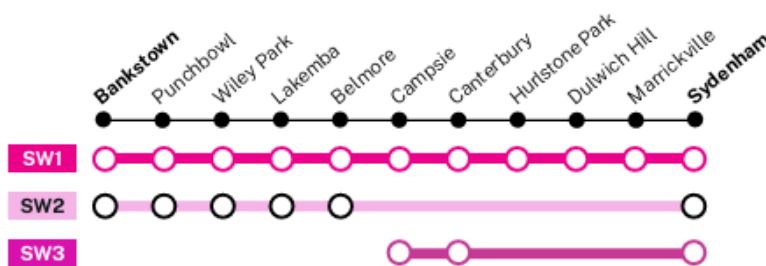 Bankstown
Punchbowl
Wiley Park
Lakemba
Belmore
Campsie
Canterbury
Hurlstone Park
Dulwich Hill
Marrickville
Sydenham
SW1
SW2
SW3